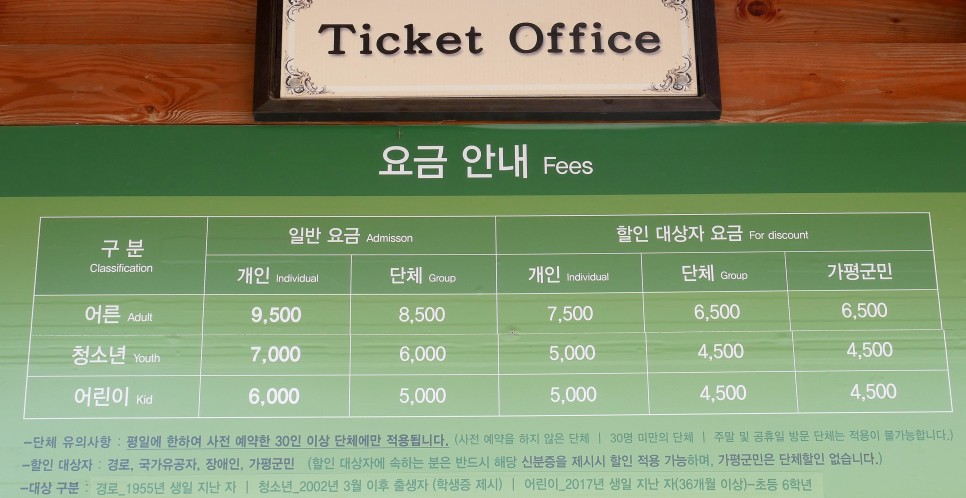 Ticket Office
요금 안내 Fees
구 분 일반 요금 Admisson 할인 대상자 요금 For discount
Classification 개인 Individual 단체 Group 개인 Individual 단체 Group 가평군민
어른 Adult 9,500 8,500 7,500 6,500 6,500
청소년 Youth 7,000 6,000 5,000 4,500 4,500
어린이 Kid 6,000 5,000 5,000 4,500 4,500
-단체 유의사항 : 평일에 한하여 사전 예약한 30인 이상 단체에만 적용됩니다. (사전 예약을 하지 않은 단체 | 30명 미만의 단체 | 주말 및 공휴일 방문 단체는 적용이 불가능합니다.)
-할인 대상자 : 경로, 국가유공자, 장애인, 가평군민 (할인 대상자에 속하는 분은 반드시 해당 신분증을 제시시 할인 적용 가능하며, 가평군민은 단체할인 없습니다.)
-대상 구분 : 경로_1955년 생일 지난 자 | 청소년_2002년 3월 이후 출생자 (학생증 제시) | 어린이_2017년 생일 지난 자(36개월 이상)-초등 6학년